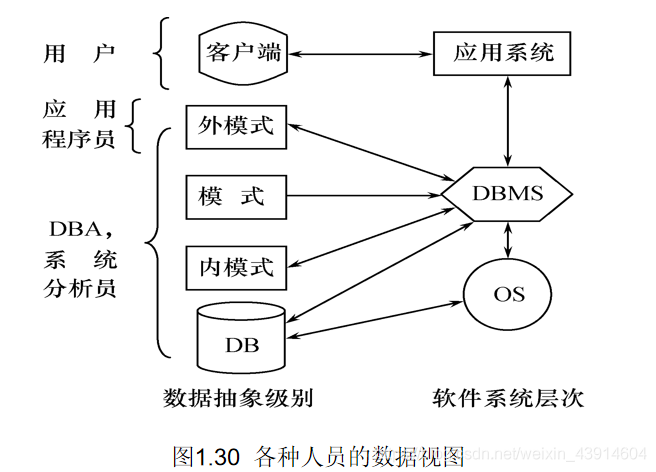 用 户
客户端
应用系统
应 用
程序员
外模式
模 式
DBMS
DBA,
系 统
分析员
内模式
OS
DB
数据抽象级别
软件系统层次
图1.30 各种人员的数据视图
sdn.net/weixin_43914604